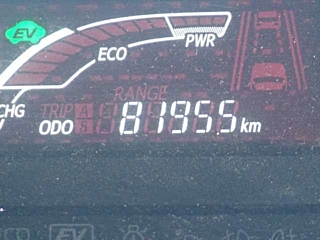 EV
ECO
PWR
CHG
RANGE
TRIP A
B
ODO 81955 km
EV